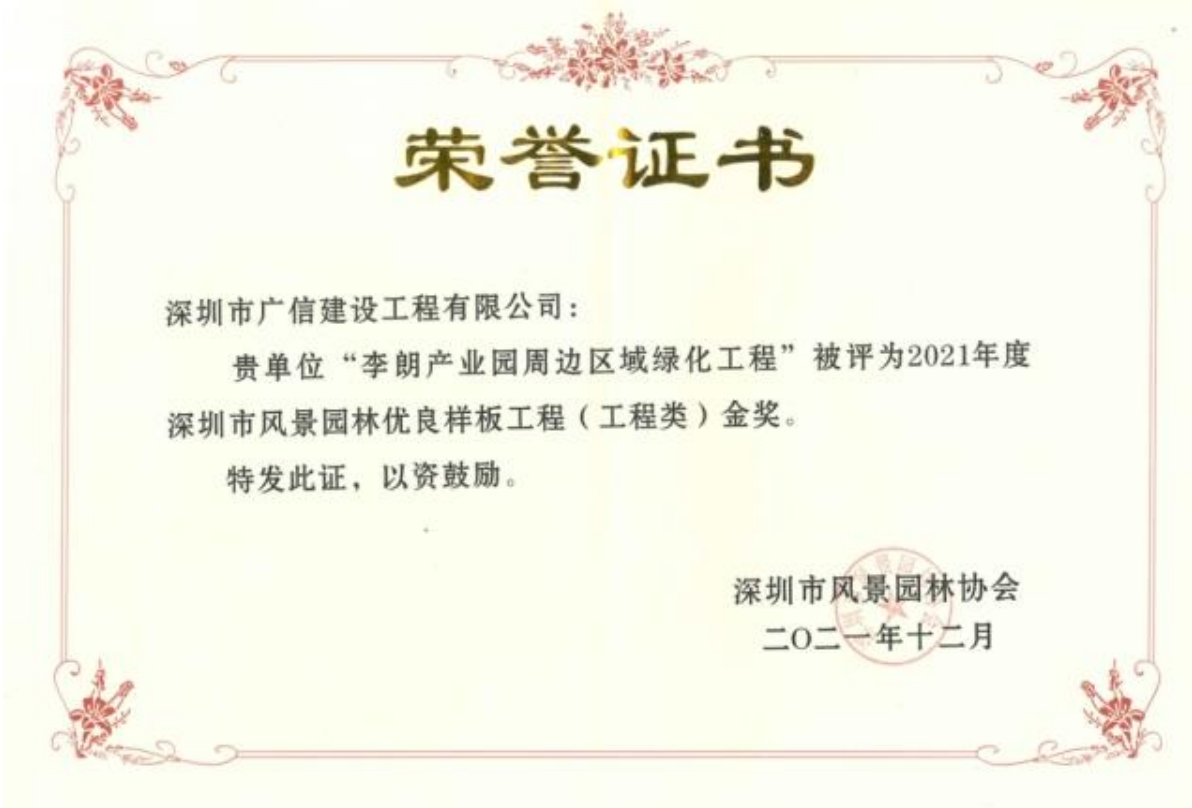 荣誉证书
深圳市广信建设工程有限公司：
贵单位“李朗产业园周边区域绿化工程”被评为2021年度
深圳市风景园林优良样板工程（工程类）金奖。
特发此证，以资鼓励。
深圳市风景园林协会
二〇二一年十二月